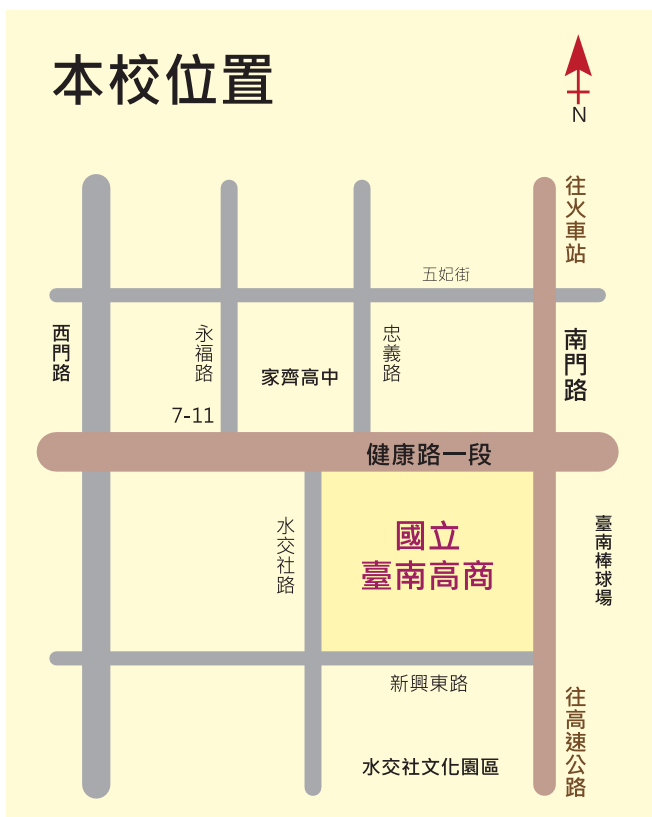 本校位置
N
往火車站
五妃街
西門路
永福路
忠義路
南門路
家齊高中
7-11
健康路一段
水交社路
國立
臺南高商
臺南棒球場
新興東路
往高速公路
水交社文化園區